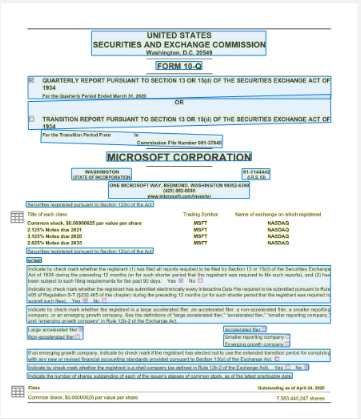 UNITED STATES
SECURITIES AND EXCHANGE COMMISSION
Washington, D.C. 20549
FORM 10-Q
QUARTERLY REPORT PURSUANT TO SECTION 13 OR 15(d) OF THE SECURITIES EXCHANGE ACT OF
1934
For the Quarterly Period Ended March 31, 2020
OR
TRANSITION REPORT PURSUANT TO SECTION 13 OR 15(d) OF THE SECURITIES EXCHANGE ACT OF
1934
For the Transition Period From to
Commission File Number 001-37845
MICROSOFT CORPORATION
WASHINGTON 91-1144442
(STATE OF INCORPORATION) (I.R.S. ID)
ONE MICROSOFT WAY, REDMOND, WASHINGTON 98052-6399
(425) 882-8080
www.microsoft.com/investor
Securities registered pursuant to Section 12(b) of the Act:
Title of each class Trading Symbol Name of exchange on which registered
Common stock, $0.00000625 par value per share MSFT NASDAQ
2.125% Notes due 2021 MSFT NASDAQ
3.125% Notes due 2028 MSFT NASDAQ
2.625% Notes due 2033 MSFT NASDAQ
Securities registered pursuant to Section 12(g) of the Act:
Indicate by check mark whether the registrant (1) has filed all reports required to be filed by Section 13 or 15(d) of the Securities Exchange
Act of 1934 during the preceding 12 months (or for such shorter period that the registrant was required to file such reports), and (2) has
been subject to such filing requirements for the past 90 days. Yes No
Indicate by check mark whether the registrant has submitted electronically every Interactive Data File required to be submitted pursuant to Rule
405 of Regulation S-T (§232.405 of this chapter) during the preceding 12 months (or for such shorter period that the registrant was required to
submit such files). Yes No
Indicate by check mark whether the registrant is a large accelerated filer, an accelerated filer, a non-accelerated filer, a smaller reporting
company, or an emerging growth company. See the definitions of "large accelerated filer," "accelerated filer," "smaller reporting company,"
and "emerging growth company" in Rule 12b-2 of the Exchange Act.
Large accelerated filer Accelerated filer
Non-accelerated filer Smaller reporting company
Emerging growth company
If an emerging growth company, indicate by check mark if the registrant has elected not to use the extended transition period for complying
with any new or revised financial accounting standards provided pursuant to Section 13(a) of the Exchange Act.
Indicate by check mark whether the registrant is a shell company (as defined in Rule 12b-2 of the Exchange Act). Yes No
Indicate the number of shares outstanding of each of the issuer's classes of common stock, as of the latest practicable date.
Class Outstanding as of April 24, 2020
Common Stock, $0.00000625 par value per share 7,583,440,247 shares